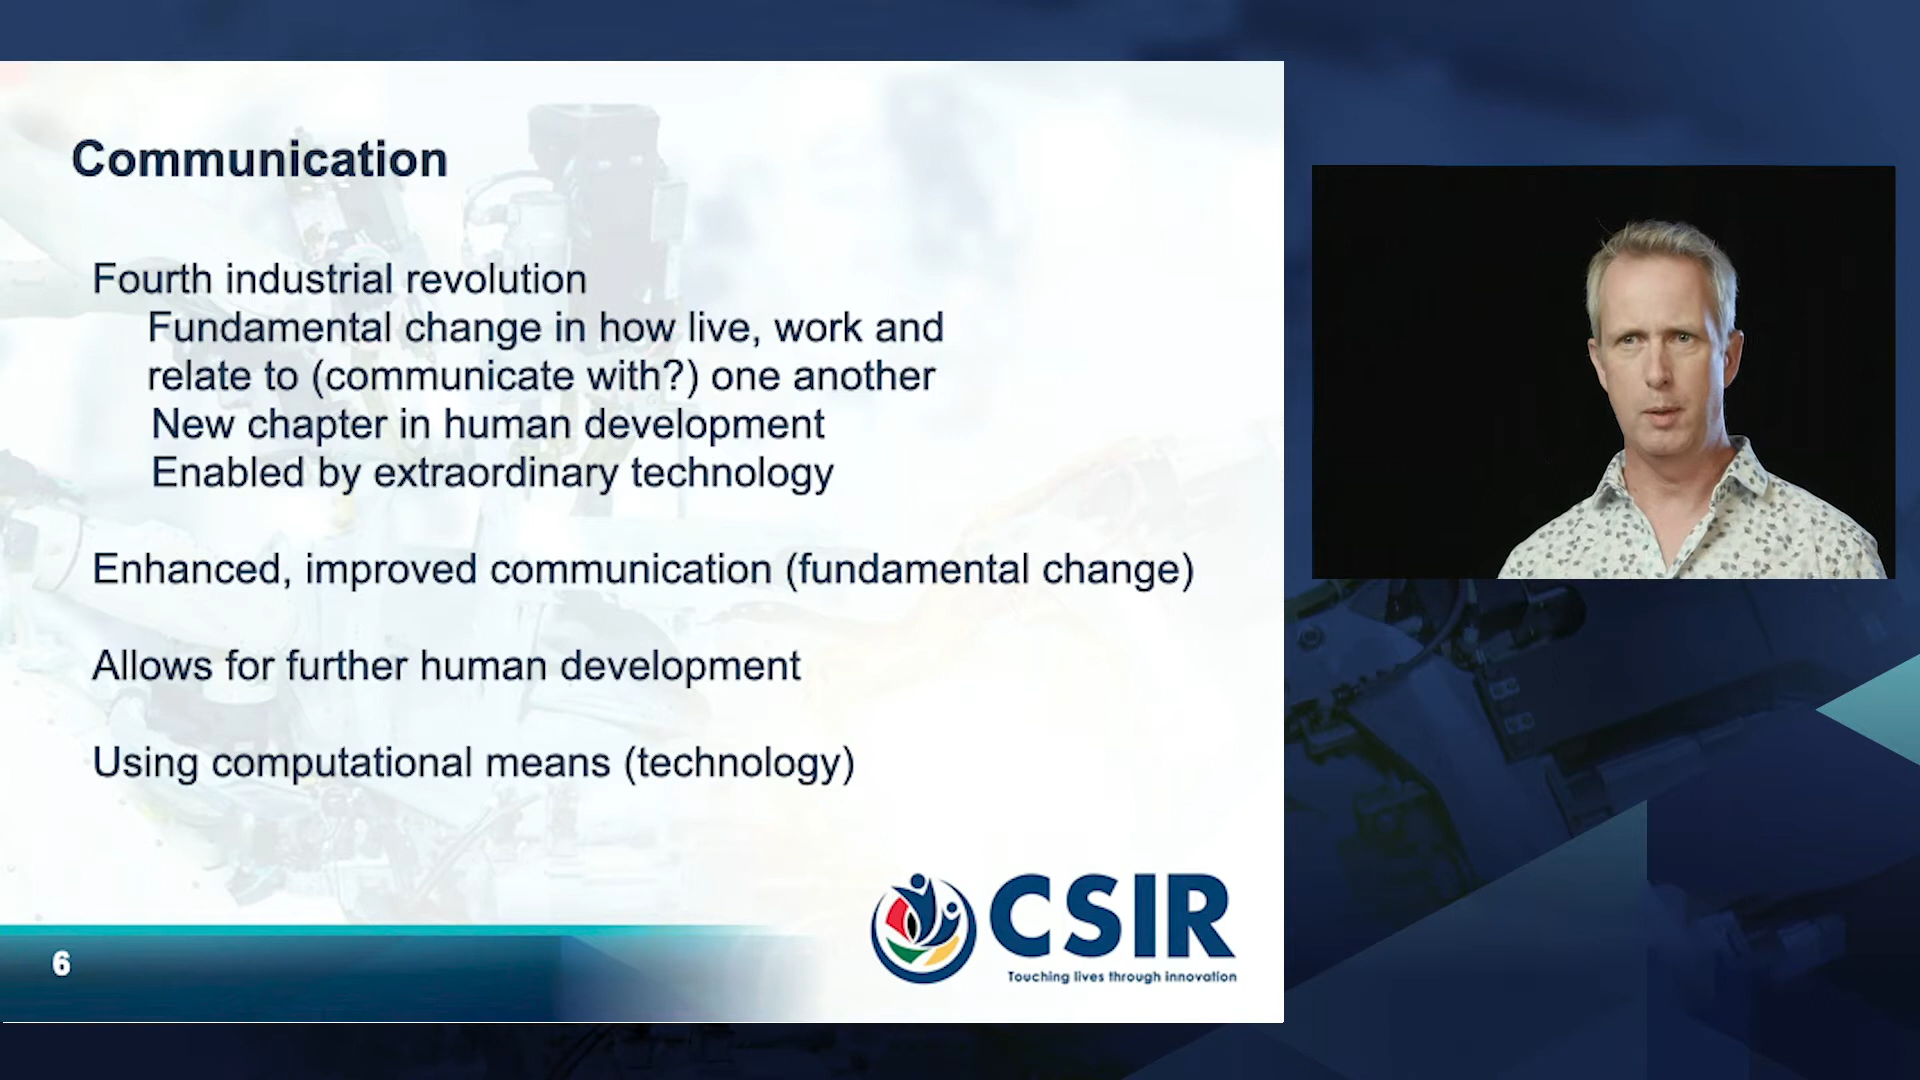 Communication
Fourth industrial revolution
Fundamental change in how live, work and
relate to (communicate with?) one another
New chapter in human development
Enabled by extraordinary technology
Enhanced, improved communication (fundamental change)
Allows for further human development
Using computational means (technology)
6
CSIR
Touching lives through innovation